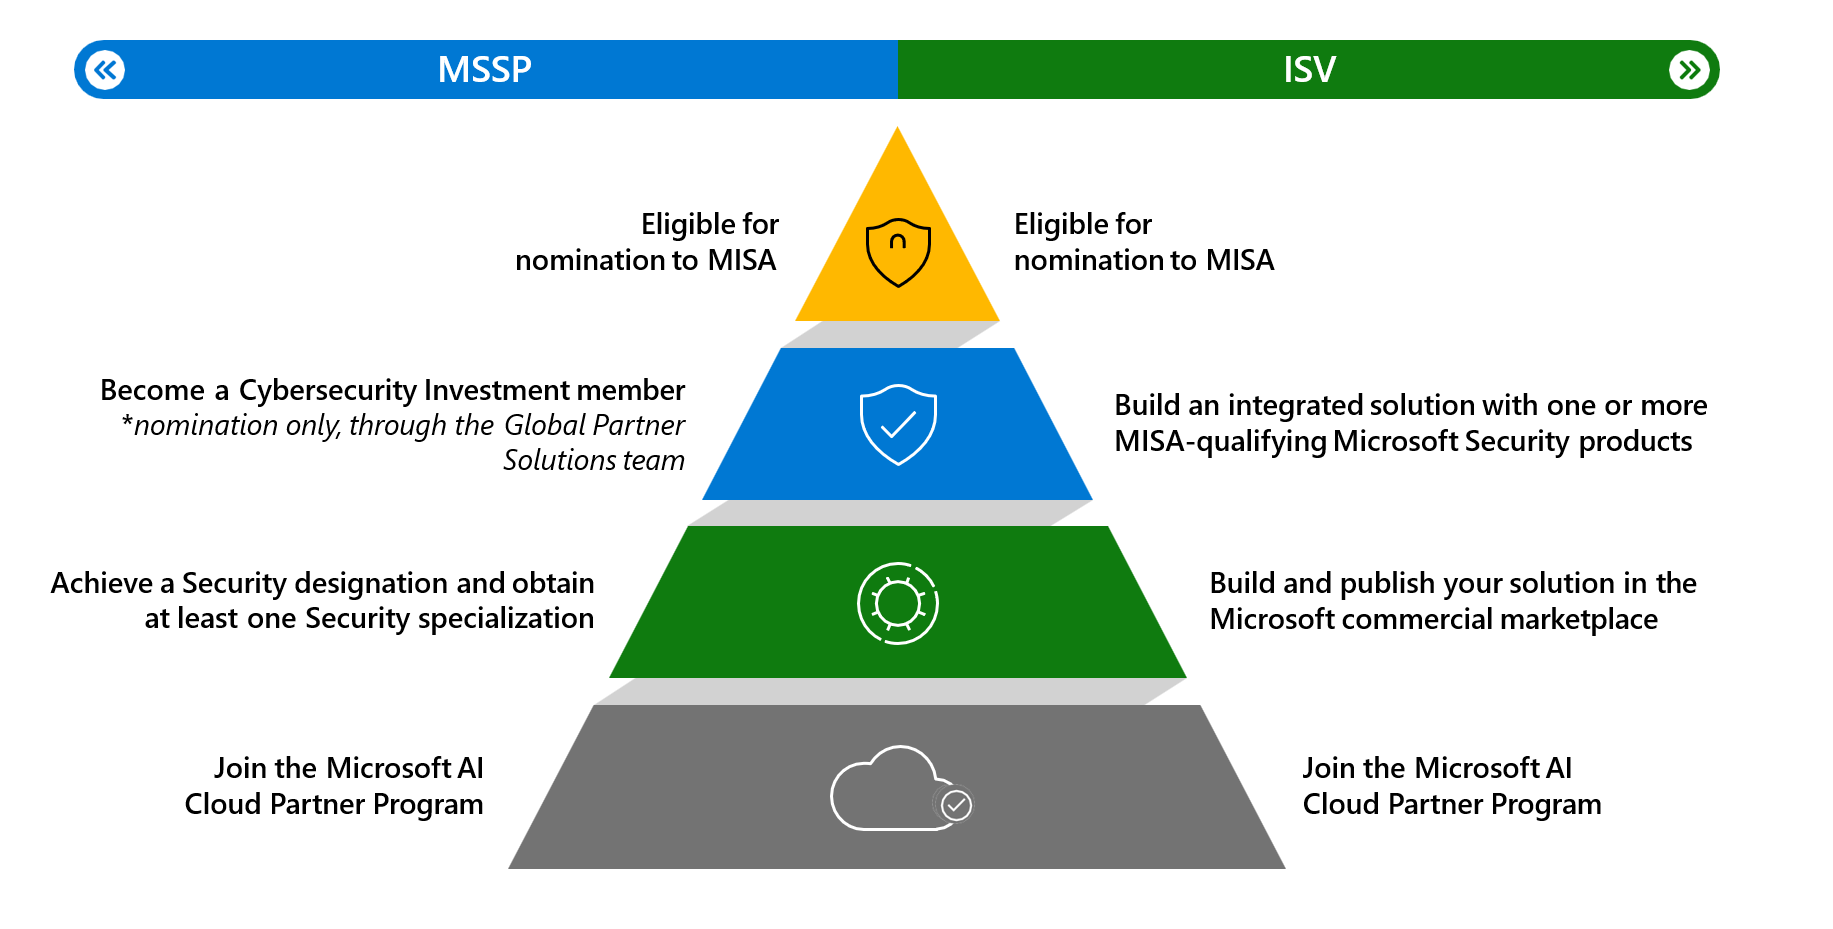 MSSP
ISV
Eligible for
nomination to MISA
Eligible for
nomination to MISA
Become a Cybersecurity Investment member
*nomination only, through the Global Partner
Solutions team
Build an integrated solution with one or more
MISA-qualifying Microsoft Security products
Achieve a Security designation and obtain
at least one Security specialization
Build and publish your solution in the
Microsoft commercial marketplace
Join the Microsoft AI
Cloud Partner Program
Join the Microsoft AI
Cloud Partner Program